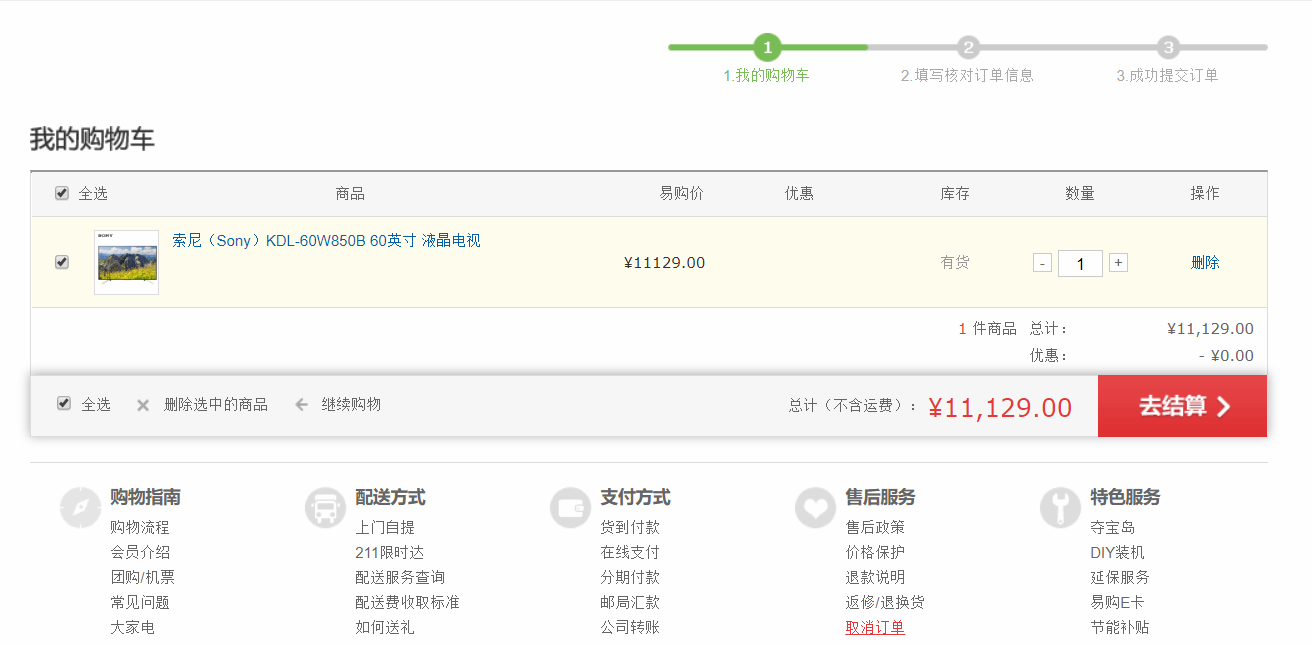 1 2 3
1.我的购物车 2.填写核对订单信息 3.成功提交订单
我的购物车
全选 商品 易购价 优惠 库存 数量 操作
SONY
索尼（Sony）KDL-60W850B 60英寸 液晶电视
¥11129.00 有货 - 1 + 删除
1 件商品 总计： ¥11,129.00
优惠： - ¥0.00
全选 删除选中的商品 继续购物 总计（不含运费）： ¥11,129.00 去结算
购物指南 配送方式 支付方式 售后服务 特色服务
购物流程 上门自提 货到付款 售后政策 夺宝岛
会员介绍 211限时达 在线支付 价格保护 DIY装机
团购/机票 配送服务查询 分期付款 退款说明 延保服务
常见问题 配送费收取标准 邮局汇款 返修/退换货 易购E卡
大家电 如何送礼 公司转账 取消订单 节能补贴